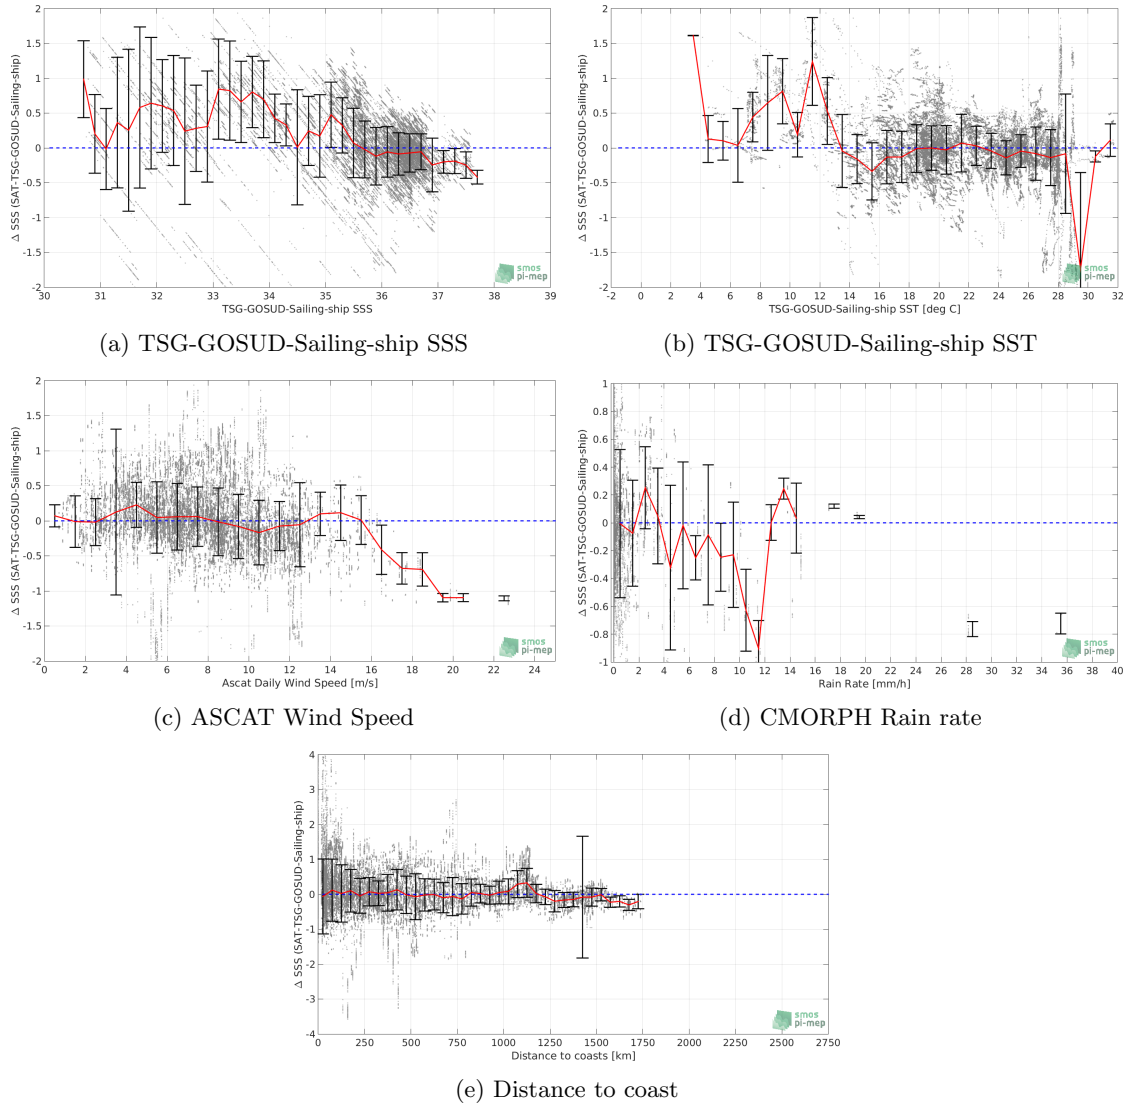 2
1.5
1
0.5
0
-0.5
-1
-1.5
-2
Δ SSS (SAT-TSG-GOSUD-Sailing-ship)
30 31 32 33 34 35 36 37 38 39
TSG-GOSUD-Sailing-ship SSS
smos
pi-mep
(a) TSG-GOSUD-Sailing-ship SSS
2
1.5
1
0.5
0
-0.5
-1
-1.5
-2
Δ SSS (SAT-TSG-GOSUD-Sailing-ship)
-2 0 2 4 6 8 10 12 14 16 18 20 22 24 26 28 30 32
TSG-GOSUD-Sailing-ship SST [deg C]
smos
pi-mep
(b) TSG-GOSUD-Sailing-ship SST
2
1.5
1
0.5
0
-0.5
-1
-1.5
-2
Δ SSS (SAT-TSG-GOSUD-Sailing-ship)
0 2 4 6 8 10 12 14 16 18 20 22 24
Ascat Daily Wind Speed [m/s]
smos
pi-mep
(c) ASCAT Wind Speed
1
0.8
0.6
0.4
0.2
0
-0.2
-0.4
-0.6
-0.8
-1
Δ SSS (SAT-TSG-GOSUD-Sailing-ship)
0 2 4 6 8 10 12 14 16 18 20 22 24 26 28 30 32 34 36 38 40
Rain Rate [mm/h]
smos
pi-mep
(d) CMORPH Rain rate
4
3
2
1
0
-1
-2
-3
-4
Δ SSS (SAT-TSG-GOSUD-Sailing-ship)
0 250 500 750 1000 1250 1500 1750 2000 2250 2500 2750
Distance to coasts [km]
smos
pi-mep
(e) Distance to coast